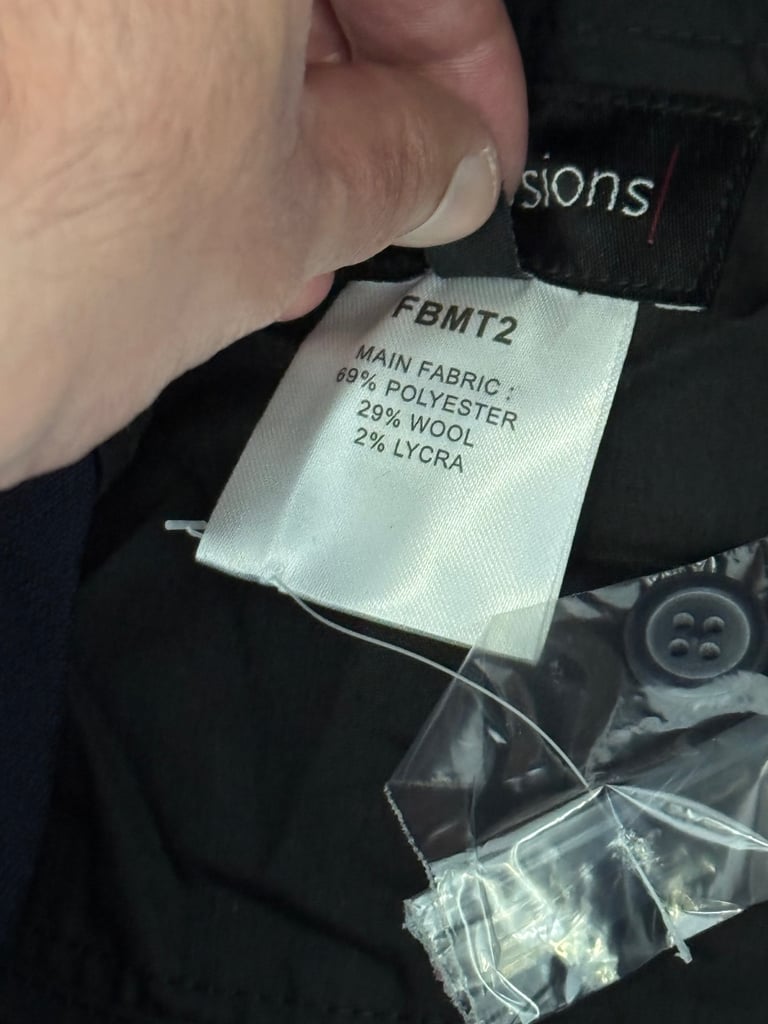 sions
FBMT2
MAIN FABRIC :
69% POLYESTER
29% WOOL
2% LYCRA